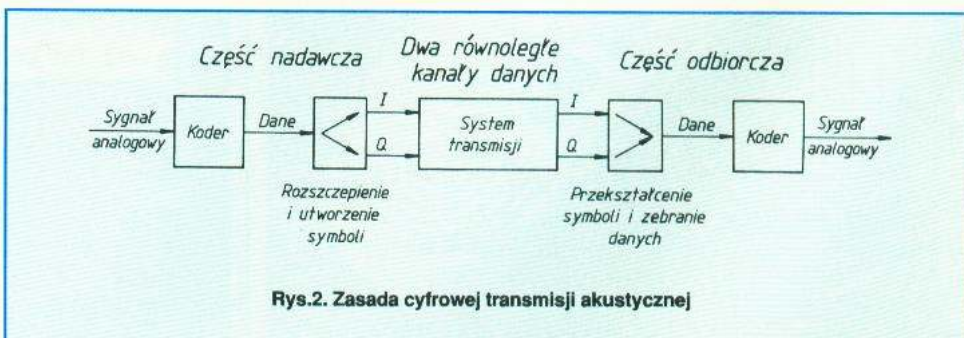 Część nadawcza
Dwa równoległe
kanały danych
Część odbiorcza
Sygnał
analogowy
Koder
Dane
I
Q
System
transmisji
I
Q
Dane
Koder
Sygnał
analogowy
Rozszczepienie
i utworzenie
symboli
Przekształcenie
symboli i zebranie
danych
Rys.2. Zasada cyfrowej transmisji akustycznej